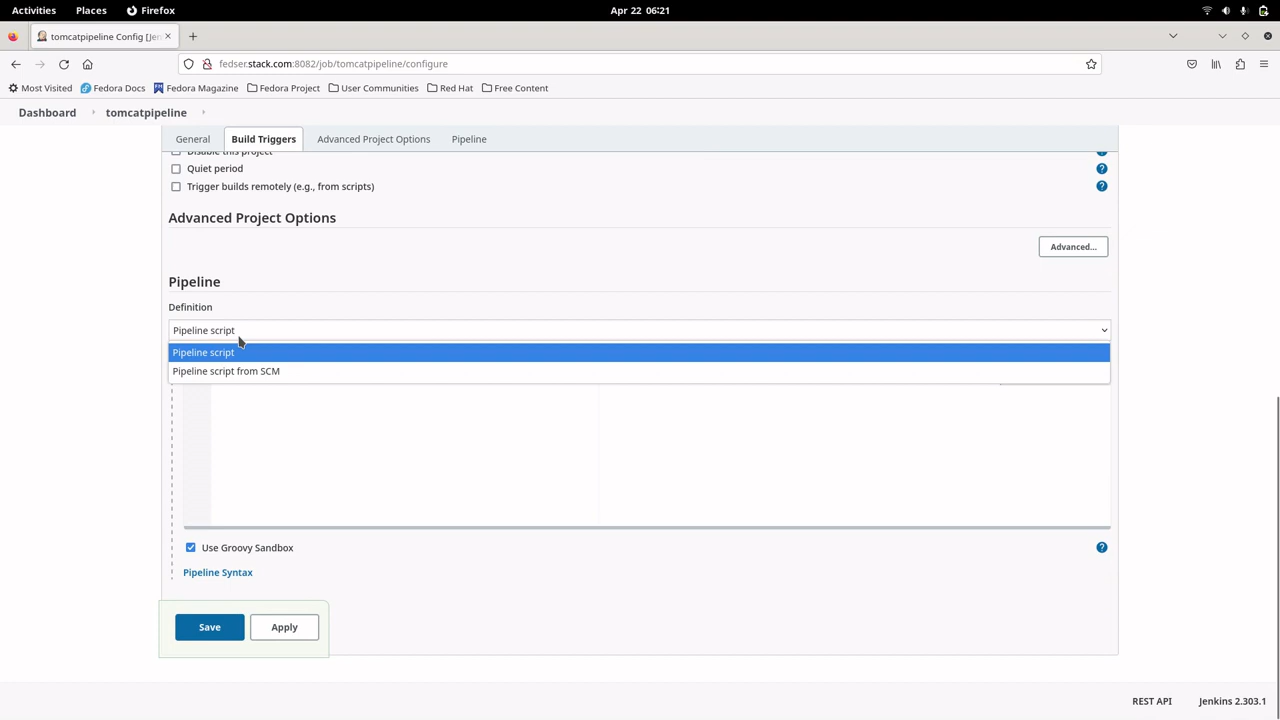 Activities Places Firefox Apr 22 06:21
tomcatpipeline Config [Jen
fedser.stack.com:8082/job/tomcatpipeline/configure
Most Visited Fedora Docs Fedora Magazine Fedora Project User Communities Red Hat Free Content
Dashboard tomcatpipeline
General Build Triggers Advanced Project Options Pipeline
Disable this project
Quiet period ?
Trigger builds remotely (e.g., from scripts) ?
Advanced Project Options
Advanced...
Pipeline
Definition
Pipeline script
Pipeline script
Pipeline script from SCM
Use Groovy Sandbox ?
Pipeline Syntax
Save Apply
REST API Jenkins 2.303.1